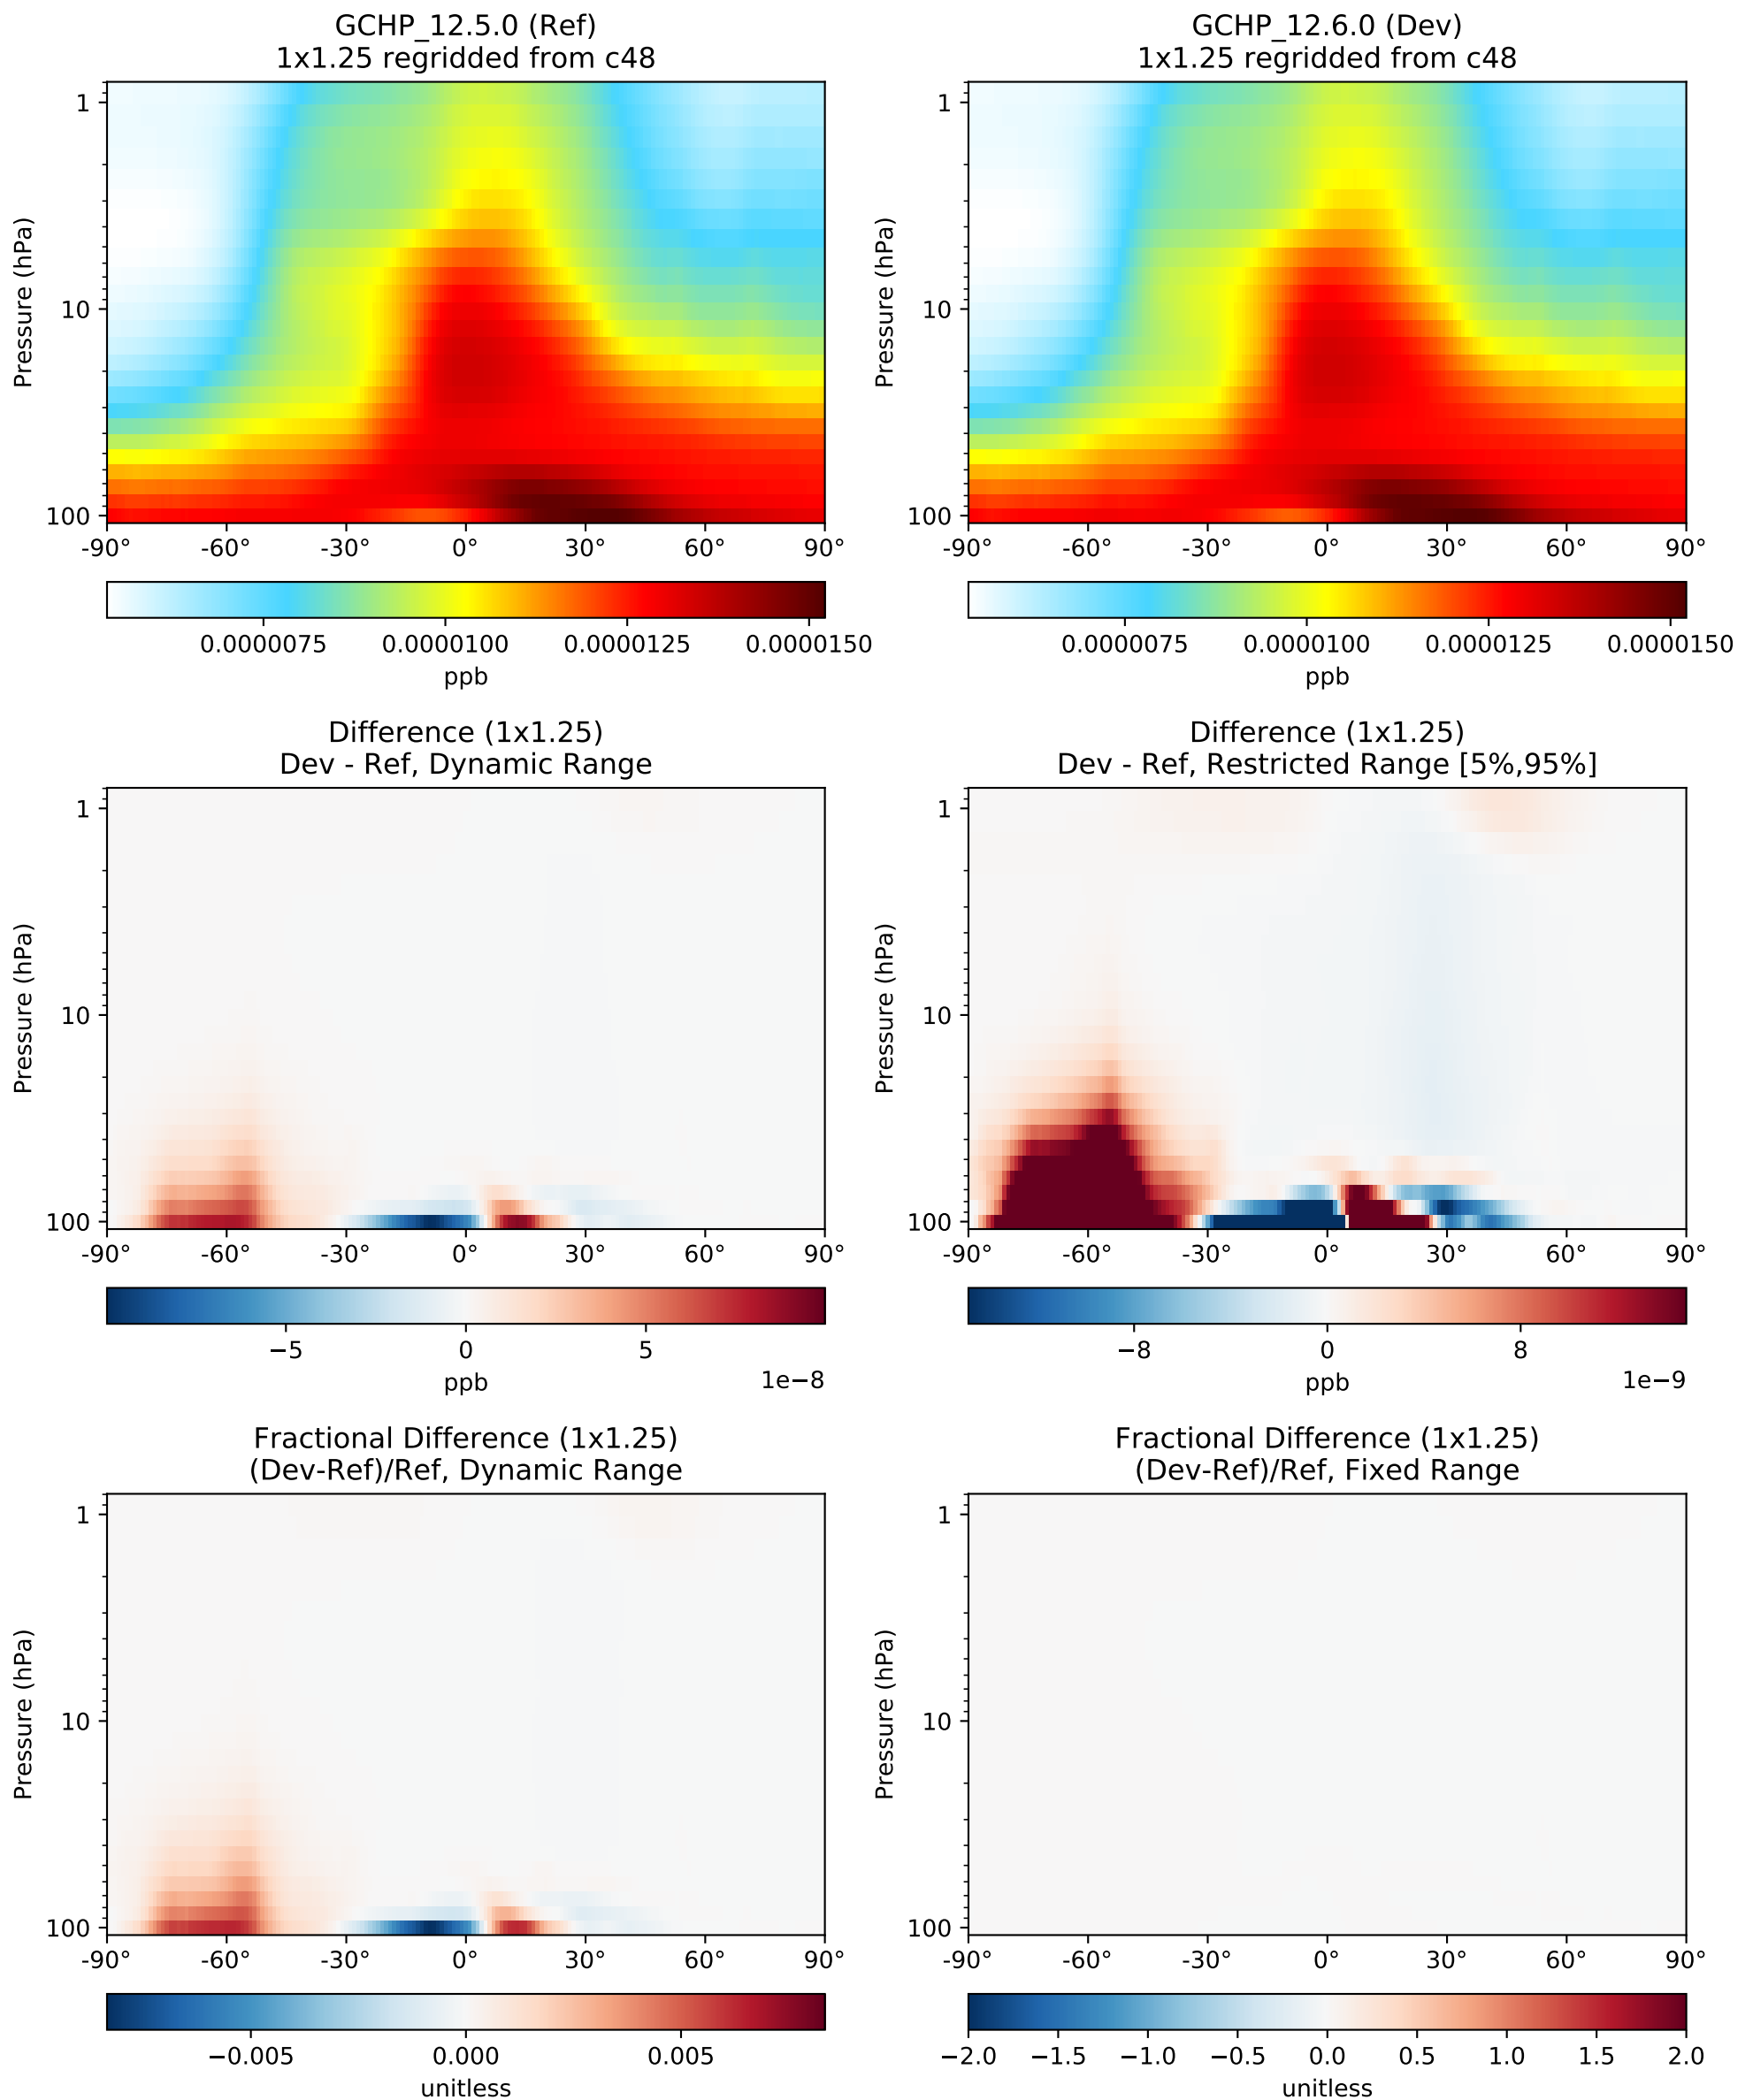 GCHP_12.5.0 (Ref)
1x1.25 regridded from c48
Pressure (hPa)
1
10
100
-90° -60° -30° 0° 30° 60° 90°
0.0000075 0.0000100 0.0000125 0.0000150
ppb
GCHP_12.6.0 (Dev)
1x1.25 regridded from c48
Pressure (hPa)
1
10
100
-90° -60° -30° 0° 30° 60° 90°
0.0000075 0.0000100 0.0000125 0.0000150
ppb
Difference (1x1.25)
Dev - Ref, Dynamic Range
Pressure (hPa)
1
10
100
-90° -60° -30° 0° 30° 60° 90°
−5 0 5
1e−8
ppb
Difference (1x1.25)
Dev - Ref, Restricted Range [5%,95%]
Pressure (hPa)
1
10
100
-90° -60° -30° 0° 30° 60° 90°
−8 0 8
1e−9
ppb
Fractional Difference (1x1.25)
(Dev-Ref)/Ref, Dynamic Range
Pressure (hPa)
1
10
100
-90° -60° -30° 0° 30° 60° 90°
−0.005 0.000 0.005
unitless
Fractional Difference (1x1.25)
(Dev-Ref)/Ref, Fixed Range
Pressure (hPa)
1
10
100
-90° -60° -30° 0° 30° 60° 90°
−2.0 −1.5 −1.0 −0.5 0.0 0.5 1.0 1.5 2.0
unitless